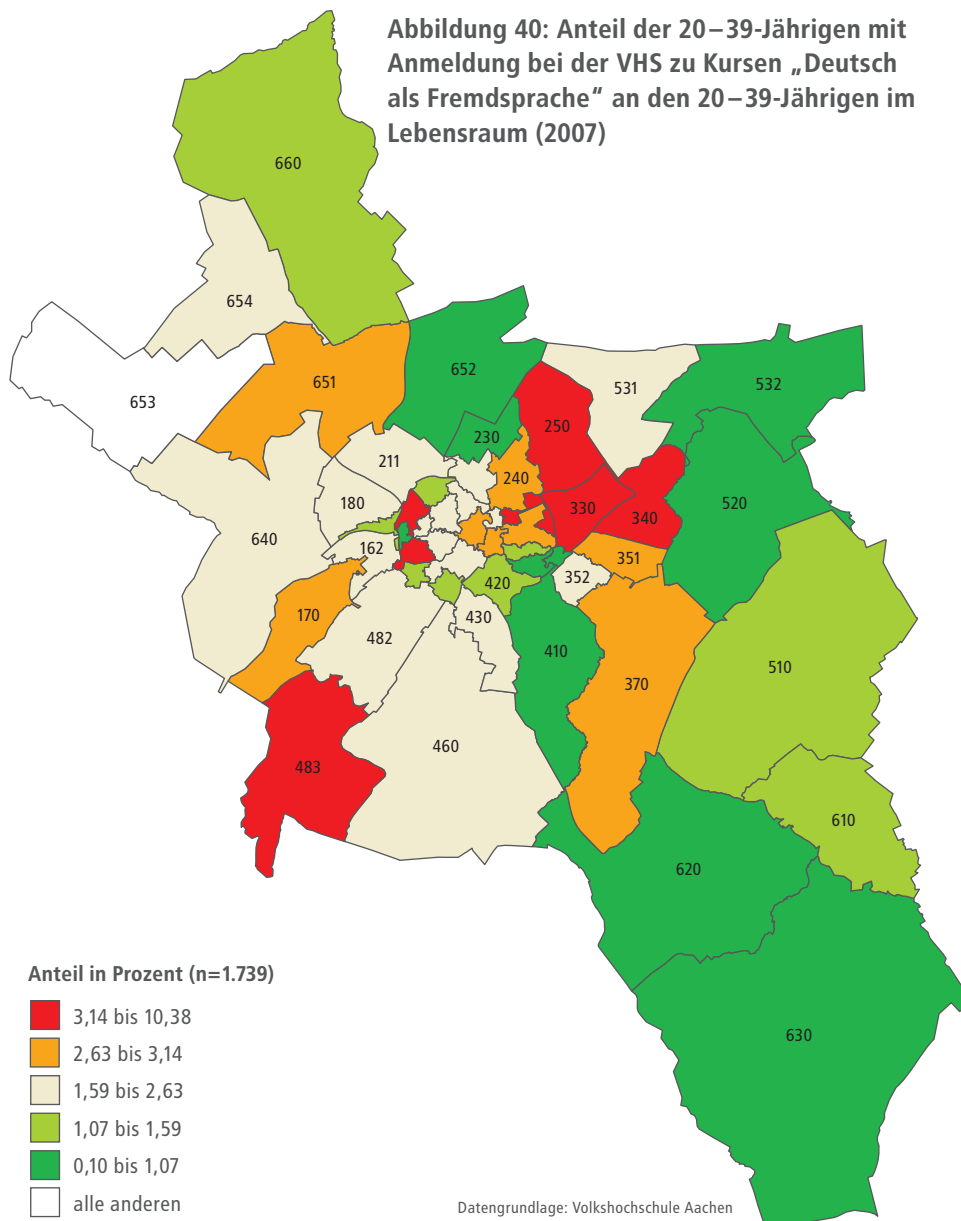 Abbildung 40: Anteil der 20–39-Jährigen mit
Anmeldung bei der VHS zu Kursen „Deutsch
als Fremdsprache“ an den 20–39-Jährigen im
Lebensraum (2007)
660
654
653
651
652
531
532
230
250
211
240
180
330
340
520
640
162
351
352
420
170
430
482
410
510
370
460
483
610
620
630
Anteil in Prozent (n=1.739)
3,14 bis 10,38
2,63 bis 3,14
1,59 bis 2,63
1,07 bis 1,59
0,10 bis 1,07
alle anderen
Datengrundlage: Volkshochschule Aachen